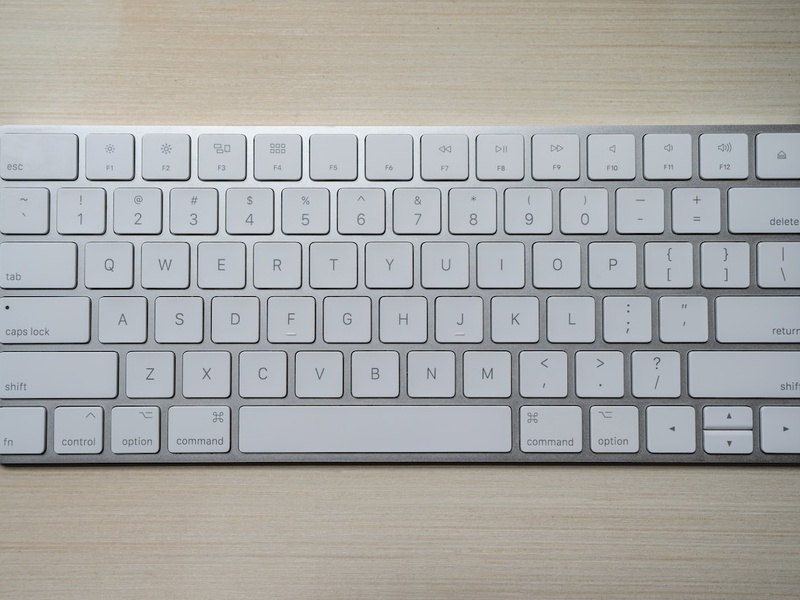 esc F1 F2 F3 F4 F5 F6 F7 F8 F9 F10 F11 F12
~ ! @ # $ % ^ & * ( ) — +
` 1 2 3 4 5 6 7 8 9 0 - = delete
tab Q W E R T Y U I O P { } |
[ ] \
caps lock A S D F G H J K L : "
; ' return
shift Z X C V B N M < > ?
, . / shift
fn control option command command option